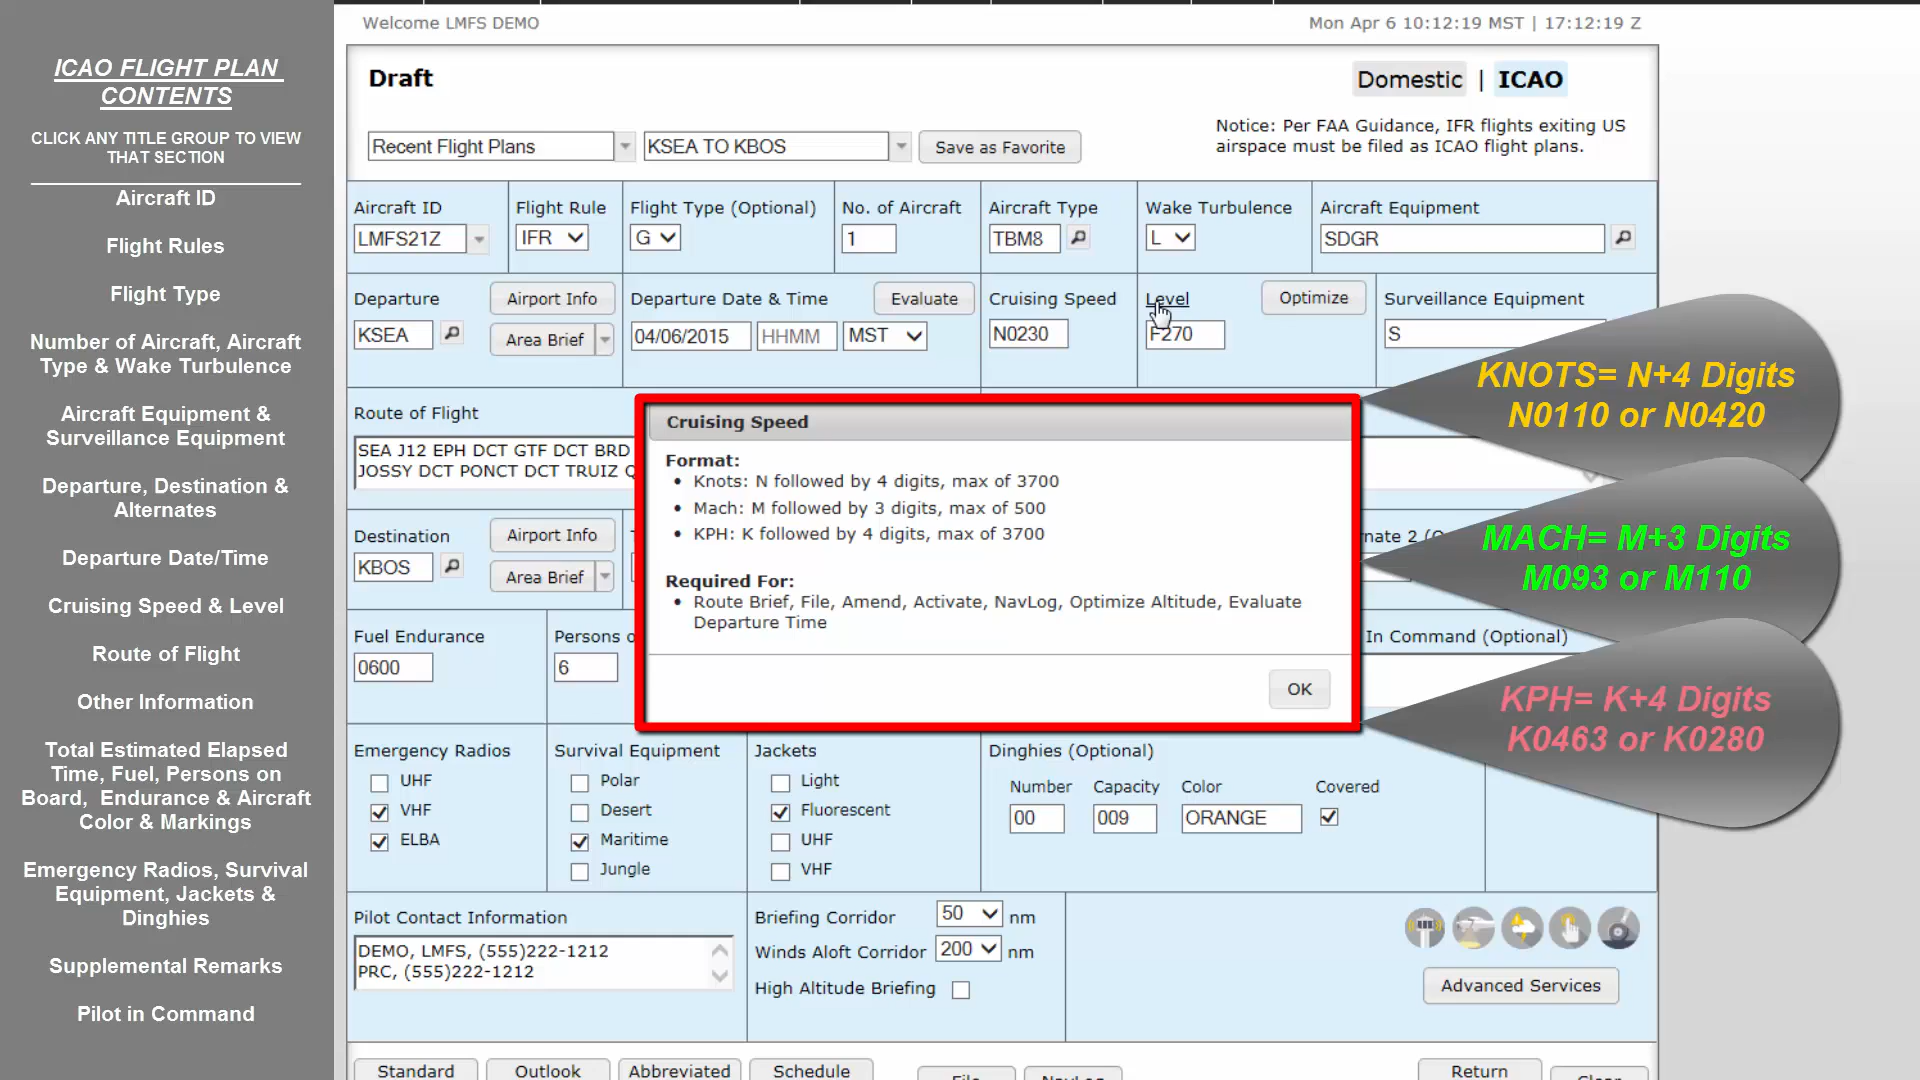 ICAO FLIGHT PLAN
CONTENTS
CLICK ANY TITLE GROUP TO VIEW
THAT SECTION
Aircraft ID
Flight Rules
Flight Type
Number of Aircraft, Aircraft
Type & Wake Turbulence
Aircraft Equipment &
Surveillance Equipment
Departure, Destination &
Alternates
Departure Date/Time
Cruising Speed & Level
Route of Flight
Other Information
Total Estimated Elapsed
Time, Fuel, Persons on
Board,  Endurance & Aircraft
Color & Markings
Emergency Radios, Survival
Equipment, Jackets &
Dinghies
Supplemental Remarks
Pilot in Command
Welcome LMFS DEMO
Mon Apr 6 10:12:19 MST | 17:12:19 Z
Draft
Domestic | ICAO
Recent Flight Plans
KSEA TO KBOS
Save as Favorite
Notice: Per FAA Guidance, IFR flights exiting US
airspace must be filed as ICAO flight plans.
Aircraft ID
LMFS21Z
Flight Rule
IFR
Flight Type (Optional)
G
No. of Aircraft
1
Aircraft Type
TBM8
Wake Turbulence
L
Aircraft Equipment
SDGR
Departure
KSEA
Airport Info
Area Brief
Departure Date & Time
Evaluate
04/06/2015
HHMM
MST
Cruising Speed
N0230
Level
F270
Optimize
Surveillance Equipment
S
KNOTS= N+4 Digits
N0110 or N0420
MACH= M+3 Digits
M093 or M110
KPH= K+4 Digits
K0463 or K0280
Route of Flight
SEA J12 EPH DCT GTF DCT BRD
JOSSY DCT PONCT DCT TRUIZ
Cruising Speed
Format:
• Knots: N followed by 4 digits, max of 3700
• Mach: M followed by 3 digits, max of 500
• KPH: K followed by 4 digits, max of 3700
Required For:
• Route Brief, File, Amend, Activate, NavLog, Optimize Altitude, Evaluate
Departure Time
OK
Destination
KBOS
Airport Info
Area Brief
nate 2 (O
Fuel Endurance
0600
Persons o
6
In Command (Optional)
Emergency Radios
UHF
VHF
ELBA
Survival Equipment
Polar
Desert
Maritime
Jungle
Jackets
Light
Fluorescent
UHF
VHF
Dinghies (Optional)
Number
00
Capacity
009
Color
ORANGE
Covered
Pilot Contact Information
DEMO, LMFS, (555)222-1212
PRC, (555)222-1212
Briefing Corridor 50 nm
Winds Aloft Corridor 200 nm
High Altitude Briefing
Advanced Services
Standard
Outlook
Abbreviated
Schedule
File
NavLog
Return
Clear